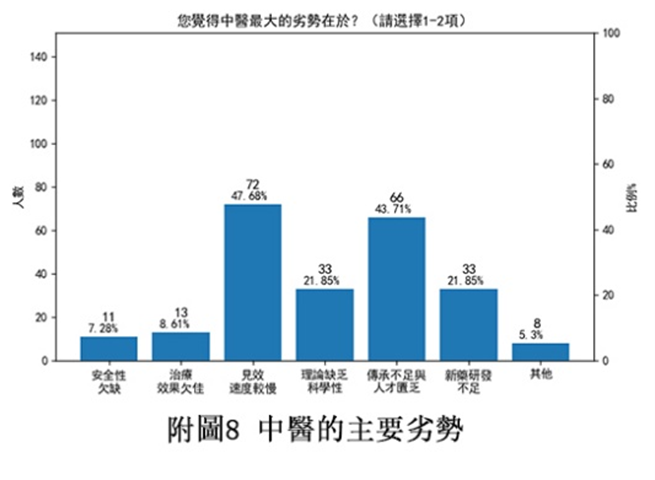 您覺得中醫最大的劣勢在於？（請選擇1-2項）
140
120
100
80
60
40
20
0
人數
100
80
60
40
20
0
比例%
11
7.28%
13
8.61%
72
47.68%
33
21.85%
66
43.71%
33
21.85%
8
5.3%
安全性
欠缺
治療
效果欠佳
見效
速度較慢
理論缺乏
科學性
傳承不足與
人才匱乏
新藥研發
不足
其他
附圖8 中醫的主要劣勢